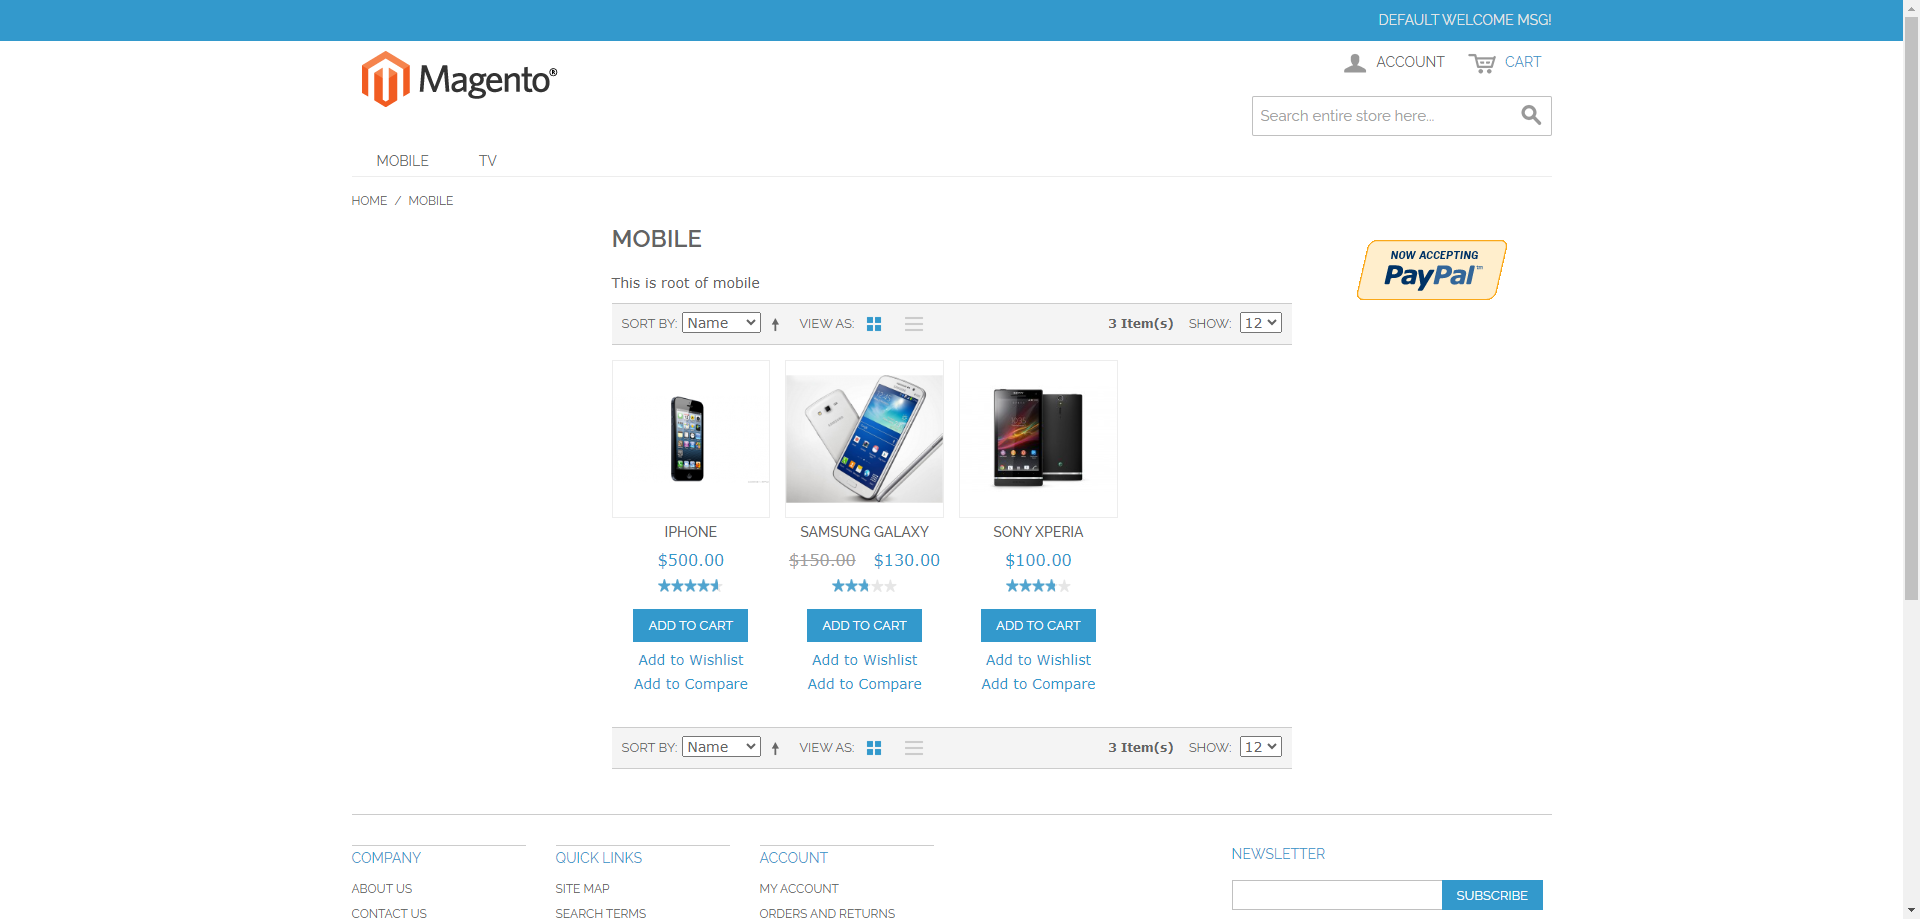 DEFAULT WELCOME MSG!
Magento®
ACCOUNT
CART
Search entire store here...
MOBILE
TV
HOME / MOBILE
MOBILE
NOW ACCEPTING
PayPal™
This is root of mobile
SORT BY: Name VIEW AS: 3 Item(s) SHOW: 12
IPHONE
$500.00
ADD TO CART
Add to Wishlist
Add to Compare
SAMSUNG GALAXY
$150.00 $130.00
ADD TO CART
Add to Wishlist
Add to Compare
SONY XPERIA
$100.00
ADD TO CART
Add to Wishlist
Add to Compare
SORT BY: Name VIEW AS: 3 Item(s) SHOW: 12
COMPANY
ABOUT US
CONTACT US
QUICK LINKS
SITE MAP
SEARCH TERMS
ACCOUNT
MY ACCOUNT
ORDERS AND RETURNS
NEWSLETTER
SUBSCRIBE